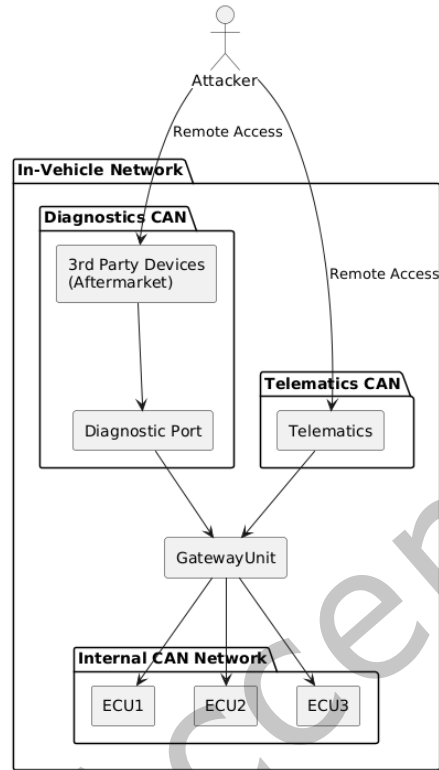 Attacker
Remote Access
In-Vehicle Network
Diagnostics CAN
3rd Party Devices
(Aftermarket)
Remote Access
Telematics CAN
Diagnostic Port
Telematics
GatewayUnit
Internal CAN Network
ECU1
ECU2
ECU3